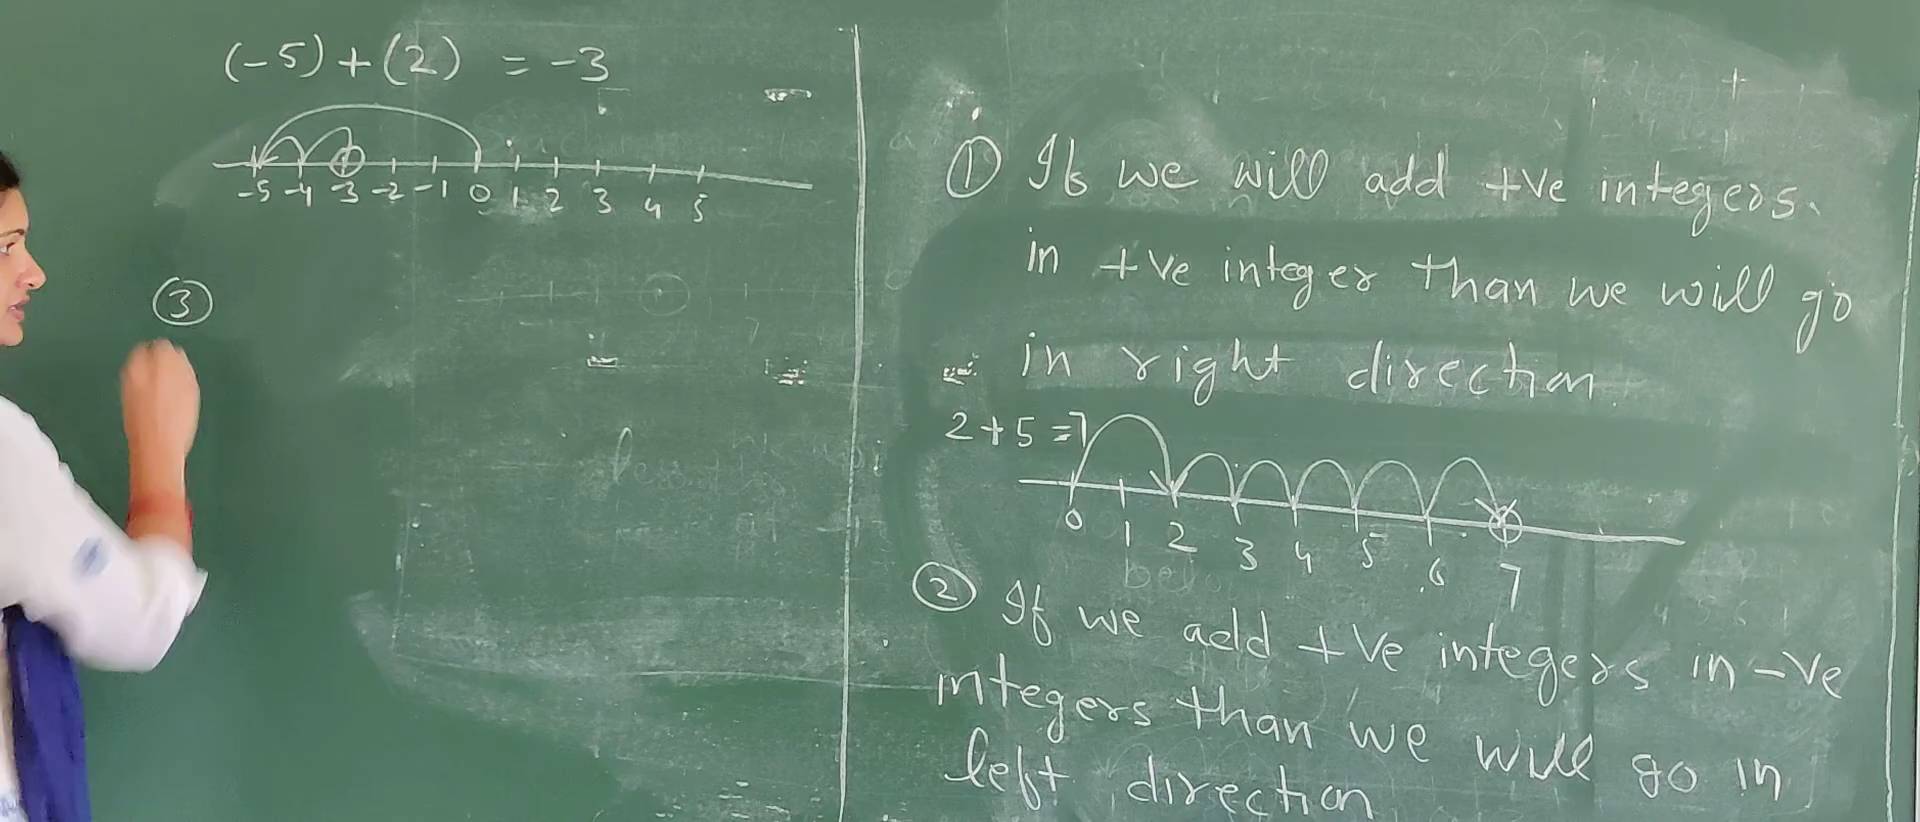 (-5)+(2) = -3
-5 -4 -3 -2 -1 0 1 2 3 4 5
③
① If we will add +ve integers
in +ve integer than we will go
in right direction
2+5=7
0 1 2 3 4 5 6 7
② If we add +ve integers in -ve
integers than we will go in
left direction